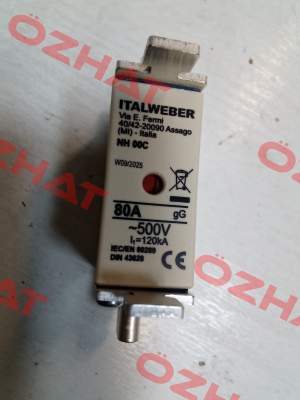 ITALWEBER
Via E. Fermi
40/42-20090 Assago
(MI) - Italia
NH 00C
W09/2025
80A gG
~500V
I₁=120kA
IEC/EN 60269
DIN 43620
CE
ÖZHAT
ÖZHAT
ÖZHAT
ÖZHAT
ÖZHAT